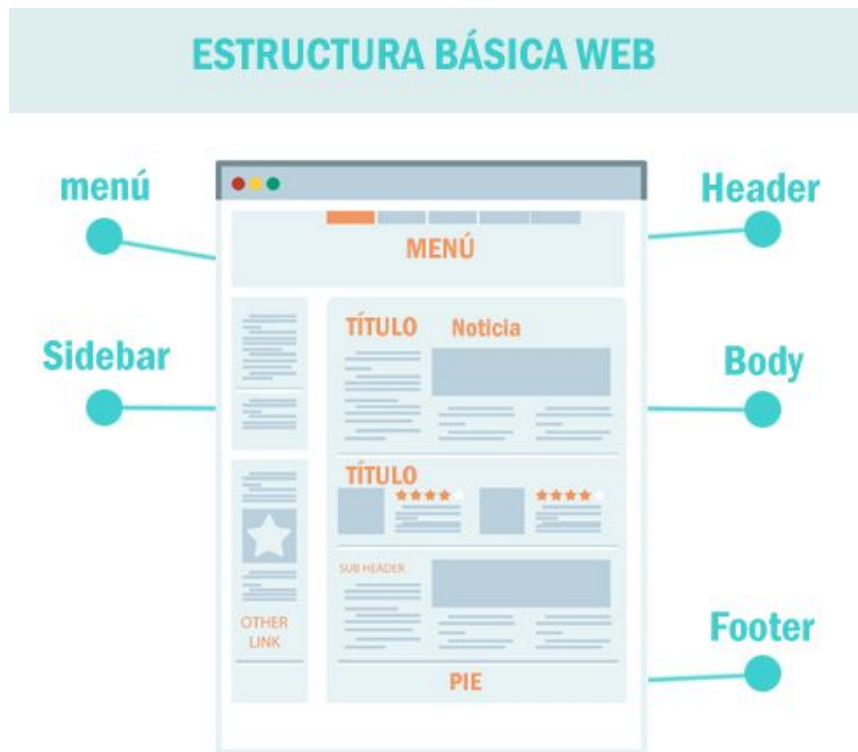 ESTRUCTURA BÁSICA WEB
menú
Header
MENÚ
Sidebar
TÍTULO
Noticia
Body
TÍTULO
SUB HEADER
OTHER
LINK
Footer
PIE